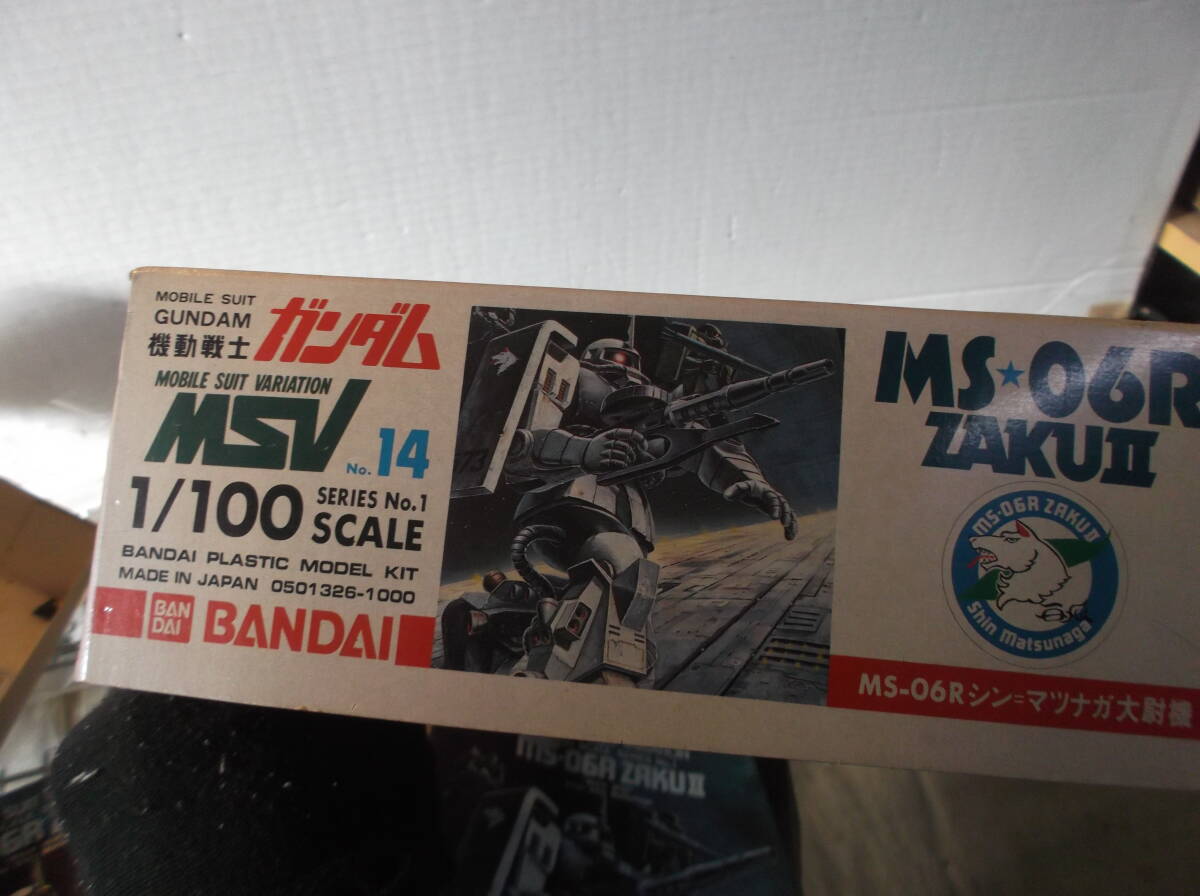 MOBILE SUIT
GUNDAM
機動戦士
ガンダム
MOBILE SUIT VARIATION
MSV
No. 14
1/100 SERIES No.1
SCALE
BANDAI PLASTIC MODEL KIT
MADE IN JAPAN 0501326-1000
BAN
DAI
BANDAI
73
MS★06R
ZAKUII
MS-06R ZAKUII
Shin Matsunaga
MS-06Rシン=マツナガ大尉機
MS-06R ZAKUII